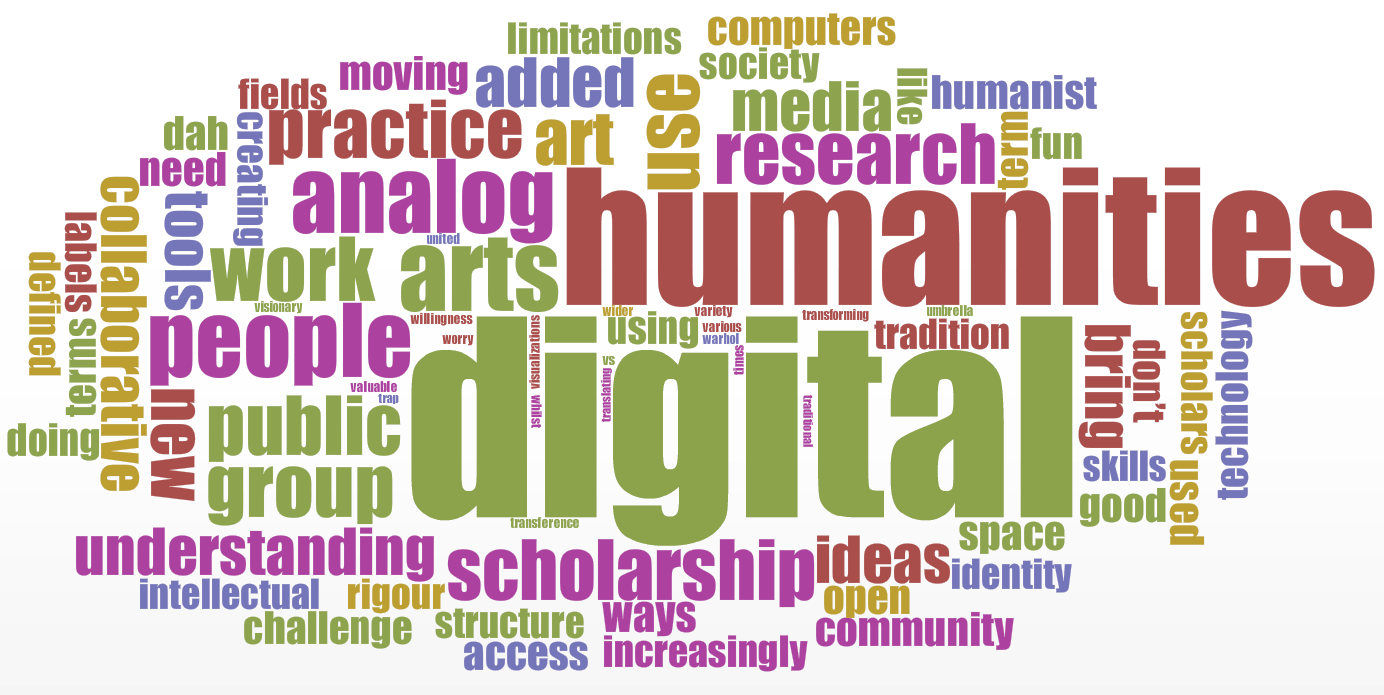 computers
limitations
society
moving
added
use
like
humanist
fields
media
practice
art
research
term
fun
dah
creating
need
analog
humanities
tools
collaborative
labels
united
work
arts
defined
visionary
people
willingness
worry
visualizations
wider
using
variety
various
warhol
transforming
umbrella
tradition
digital
vs
times
translating
whilst
traditional
bring
don't
scholars
technology
terms
valuable
trap
new
public
doing
group
skills
used
good
transference
space
understanding
scholarship
ideas
identity
intellectual
rigour
open
challenge
structure
ways
community
access
increasingly